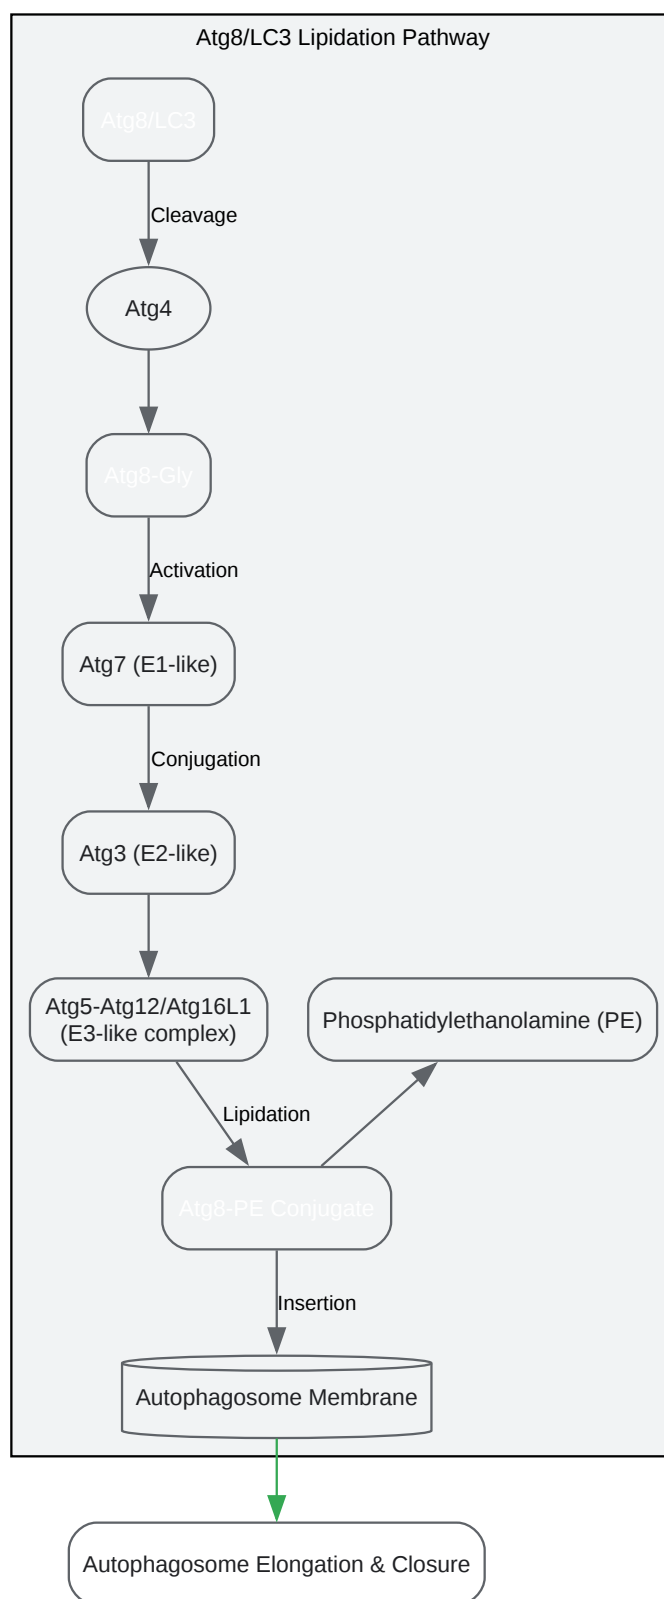 Atg8/LC3 Lipidation Pathway
Atg8/LC3
Cleavage
Atg4
Atg8-Gly
Activation
Atg7 (E1-like)
Conjugation
Atg3 (E2-like)
Atg5-Atg12/Atg16L1
(E3-like complex)
Phosphatidylethanolamine (PE)
Lipidation
Atg8-PE Conjugate
Insertion
Autophagosome Membrane
Autophagosome Elongation & Closure